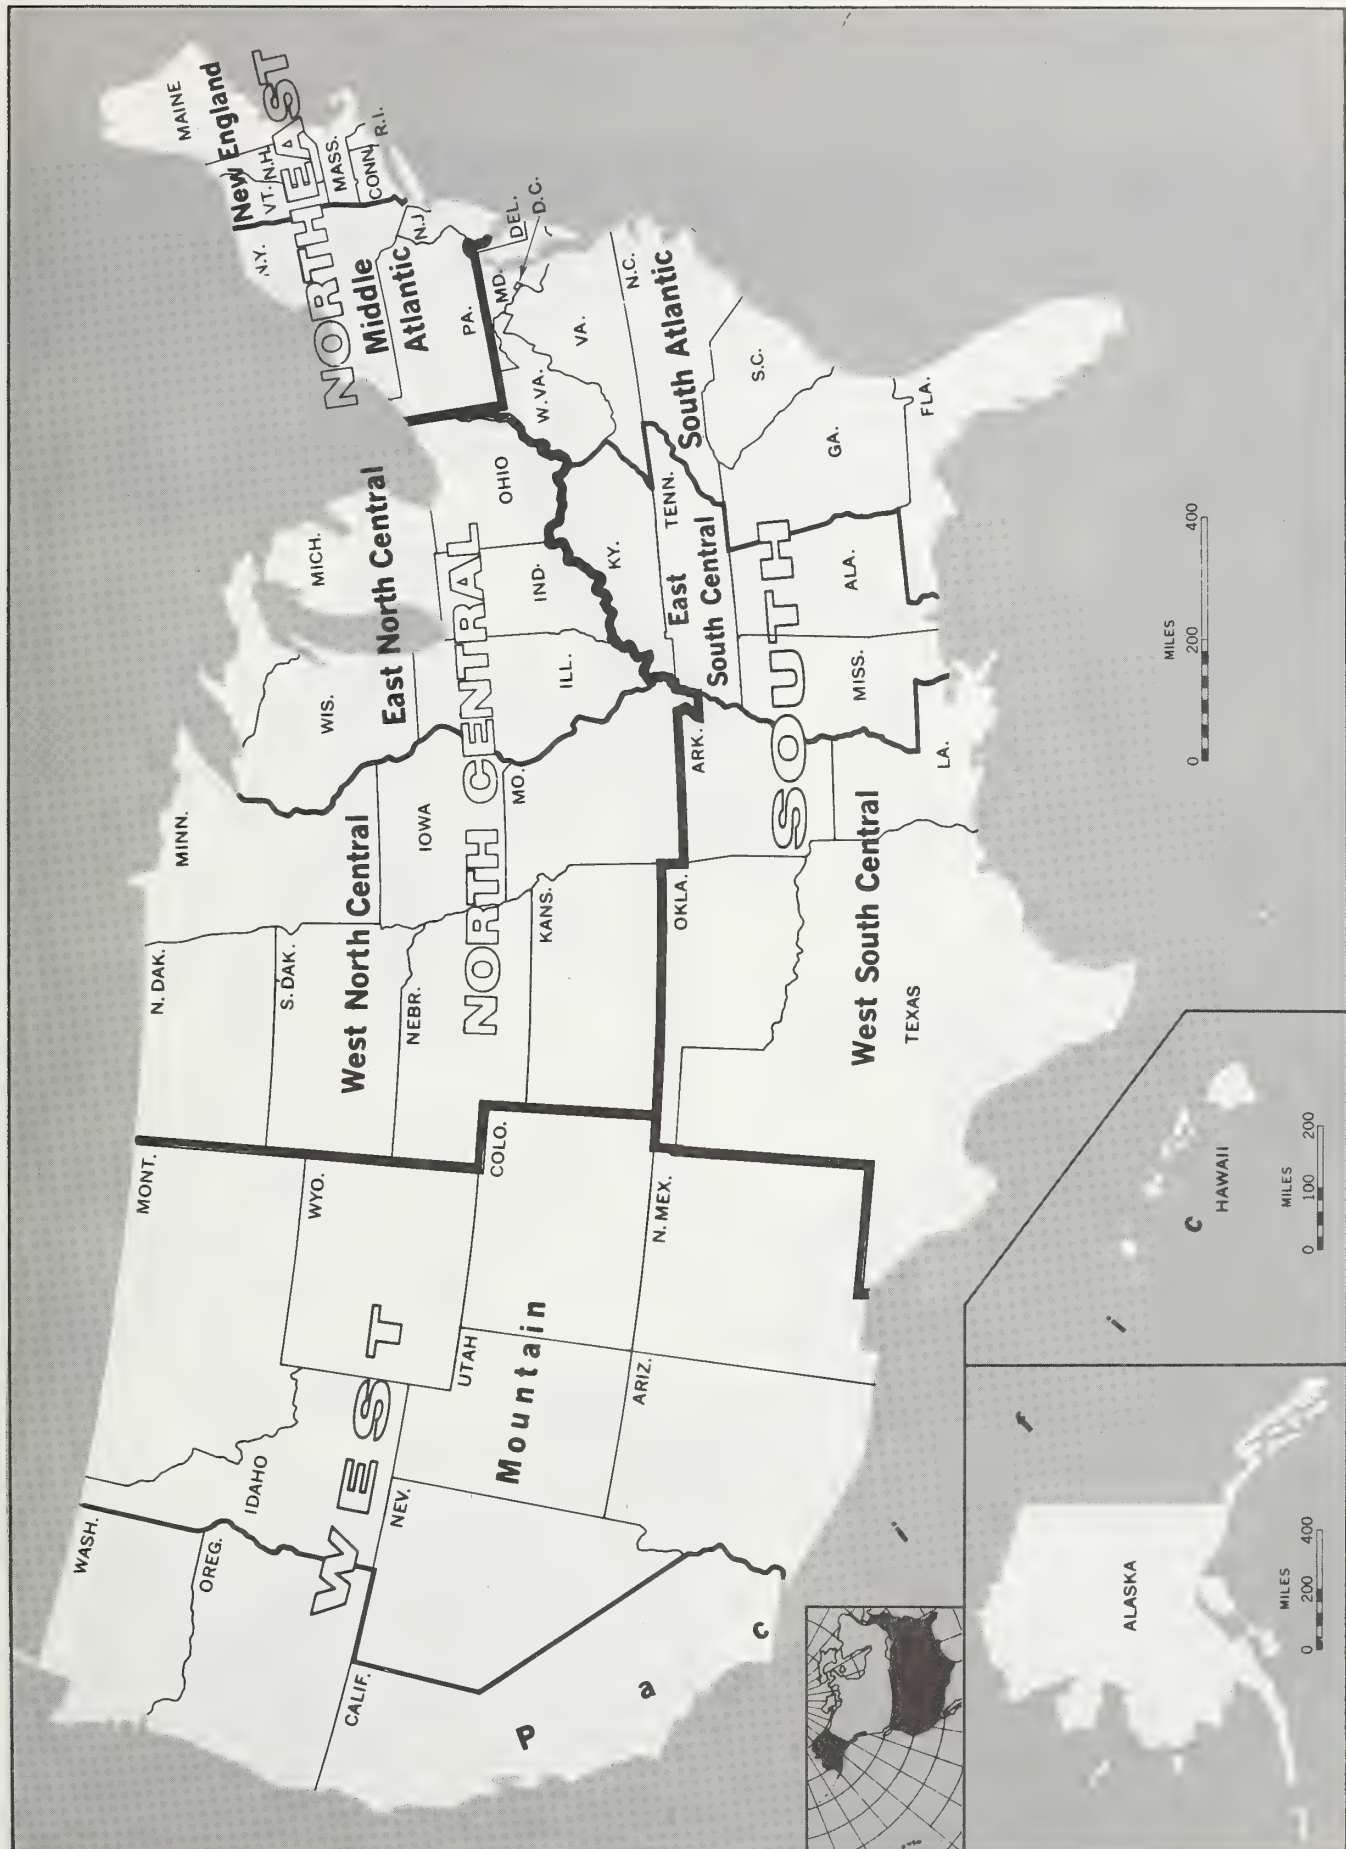 WASH.
OREG.
CALIF.
IDAHO
NEV.
MONT.
WYO.
UTAH
COLO.
ARIZ.
N. MEX.
WEST
Mountain
Pacific
N. DAK.
S. DAK.
NEBR.
KANS.
MINN.
IOWA
MO.
West North Central
NORTH CENTRAL
WIS.
MICH.
ILL.
IND.
OHIO
East North Central
OKLA.
TEXAS
ARK.
LA.
West South Central
SOUTH
KY.
TENN.
MISS.
ALA.
East
South Central
W.VA.
MD.
DEL.
D.C.
VA.
N.C.
S.C.
GA.
FLA.
South Atlantic
NORTHEAST
Middle
Atlantic
N.Y.
PA.
N.J.
New England
MAINE
VT.
N.H.
MASS.
CONN.
R.I.
MILES
0 200 400
ALASKA
MILES
0 200 400
HAWAII
MILES
0 100 200